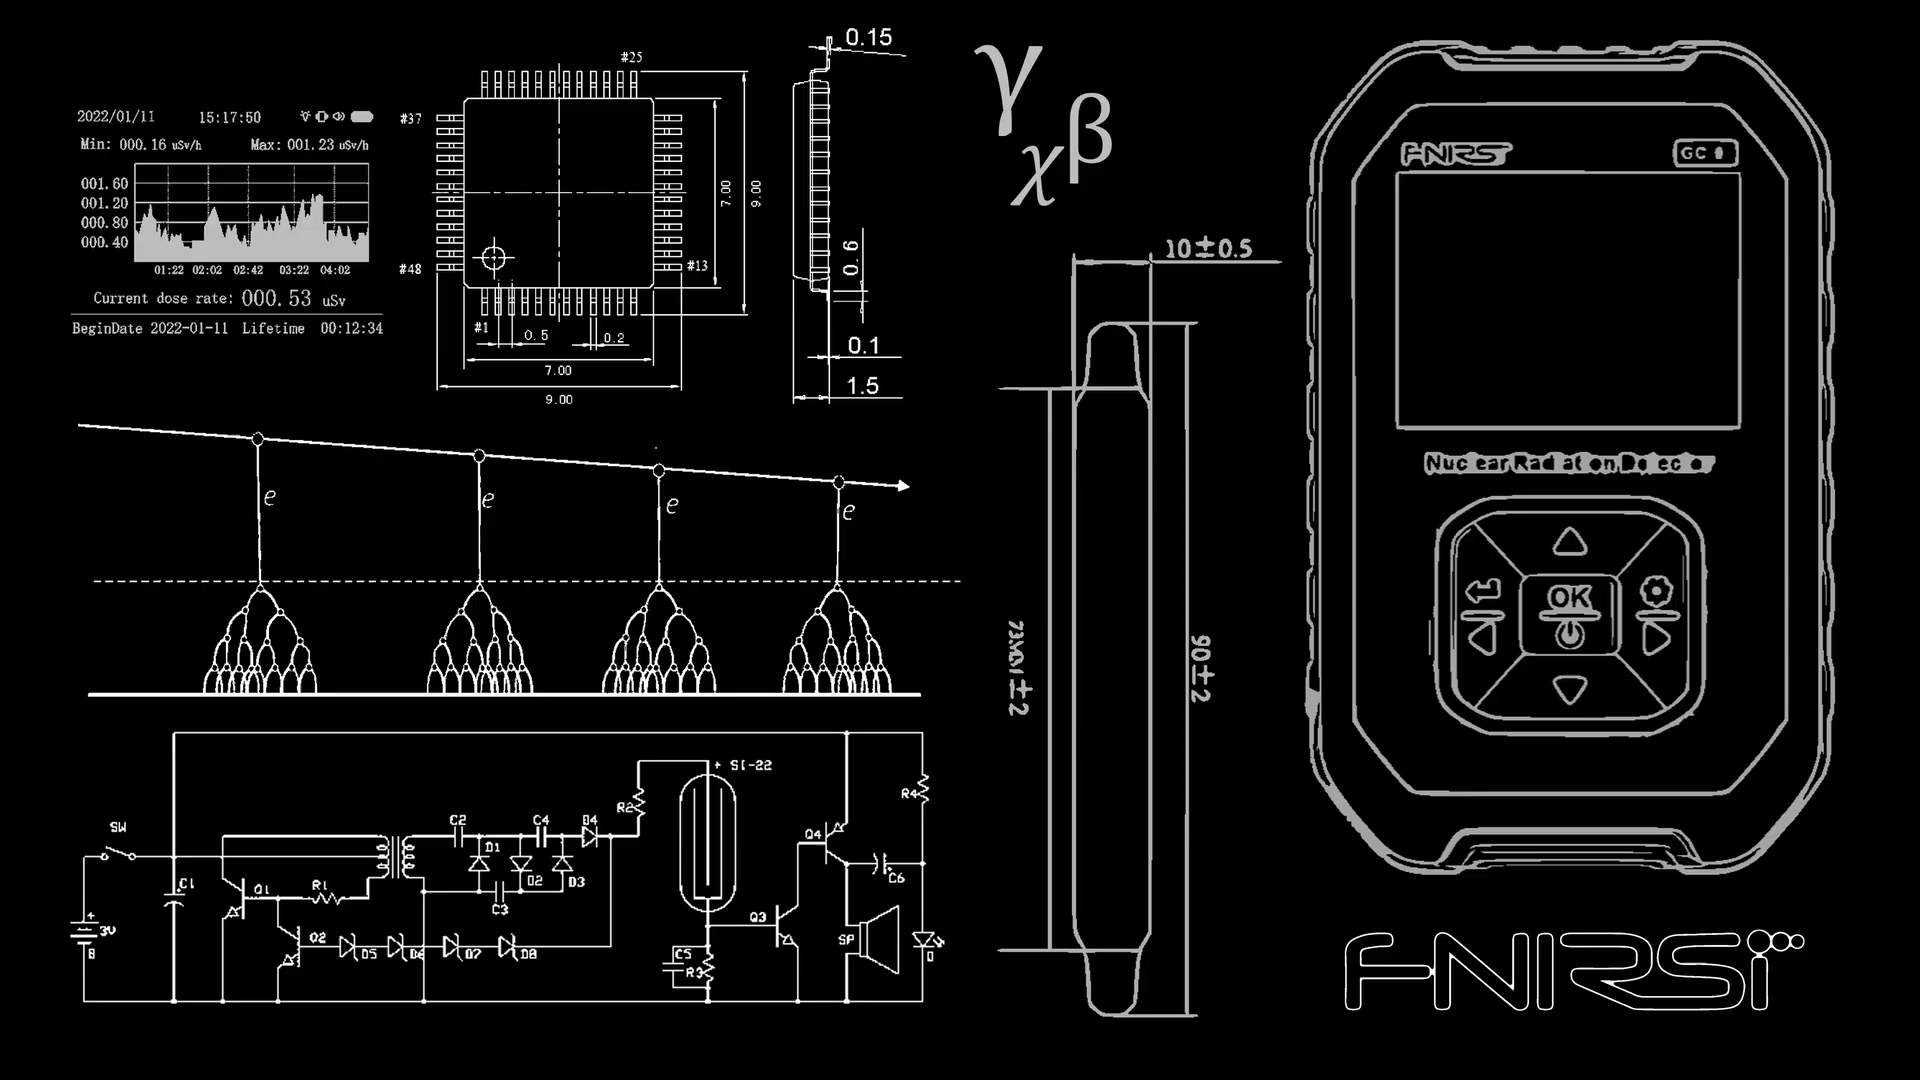 2022/01/11 15:17:50
Min: 000.16 uSv/h Max: 001.23 uSv/h
001.60
001.20
000.80
000.40
01:22 02:02 02:42 03:22 04:02
Current dose rate: 000.53 uSv
BeginDate 2022-01-11 Lifetime 00:12:34
#25
#37
#48
#13
#1
0.5
0.2
7.00
9.00
7.00
9.00
0.15
0.6
0.1
1.5
γ
β
χ
10±0.5
90±2
±2
e
e
e
e
SW
3V
B
C1
Q1
R1
Q2
D5
D6
D7
D8
C2
C4
D4
D1
D2
D3
C3
R2
+ SI-22
C5
R3
Q3
Q4
C6
R4
SP
D
FNIRSI
GC
OK
FNIRSI